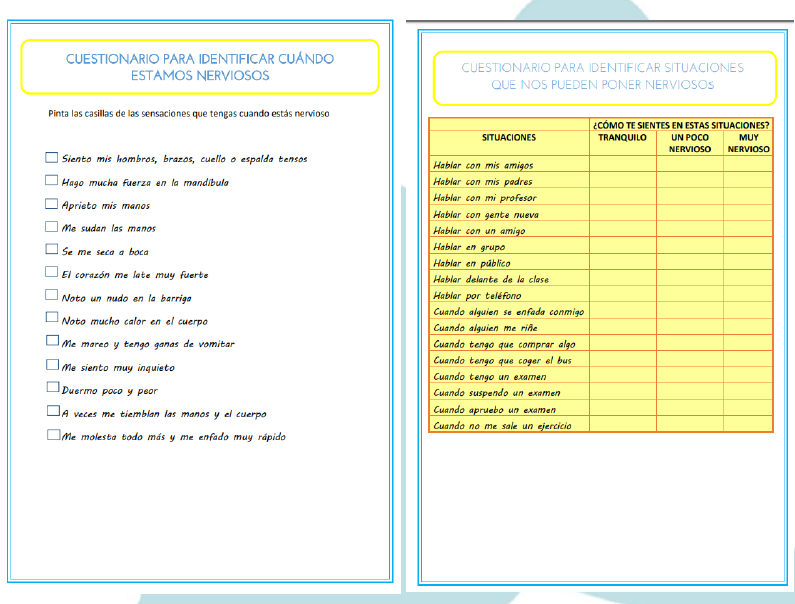 CUESTIONARIO PARA IDENTIFICAR CUÁNDO
ESTAMOS NERVIOSOS
Pinta las casillas de las sensaciones que tengas cuando estás nervioso
Siento mis hombros, brazos, cuello o espalda tensos
Hago mucha fuerza en la mandíbula
Aprieto mis manos
Me sudan las manos
Se me seca a boca
El corazón me late muy fuerte
Noto un nudo en la barriga
Noto mucho calor en el cuerpo
Me mareo y tengo ganas de vomitar
Me siento muy inquieto
Duermo poco y peor
A veces me tiemblan las manos y el cuerpo
Me molesta todo más y me enfado muy rápido
CUESTIONARIO PARA IDENTIFICAR SITUACIONES
QUE NOS PUEDEN PONER NERVIOSOS
¿CÓMO TE SIENTES EN ESTAS SITUACIONES?
SITUACIONES TRANQUILO UN POCO NERVIOSO MUY NERVIOSO
Hablar con mis amigos
Hablar con mis padres
Hablar con mi profesor
Hablar con gente nueva
Hablar con un amigo
Hablar en grupo
Hablar en público
Hablar delante de la clase
Hablar por teléfono
Cuando alguien se enfada conmigo
Cuando alguien me riñe
Cuando tengo que comprar algo
Cuando tengo que coger el bus
Cuando tengo un examen
Cuando suspendo un examen
Cuando apruebo un examen
Cuando no me sale un ejercicio